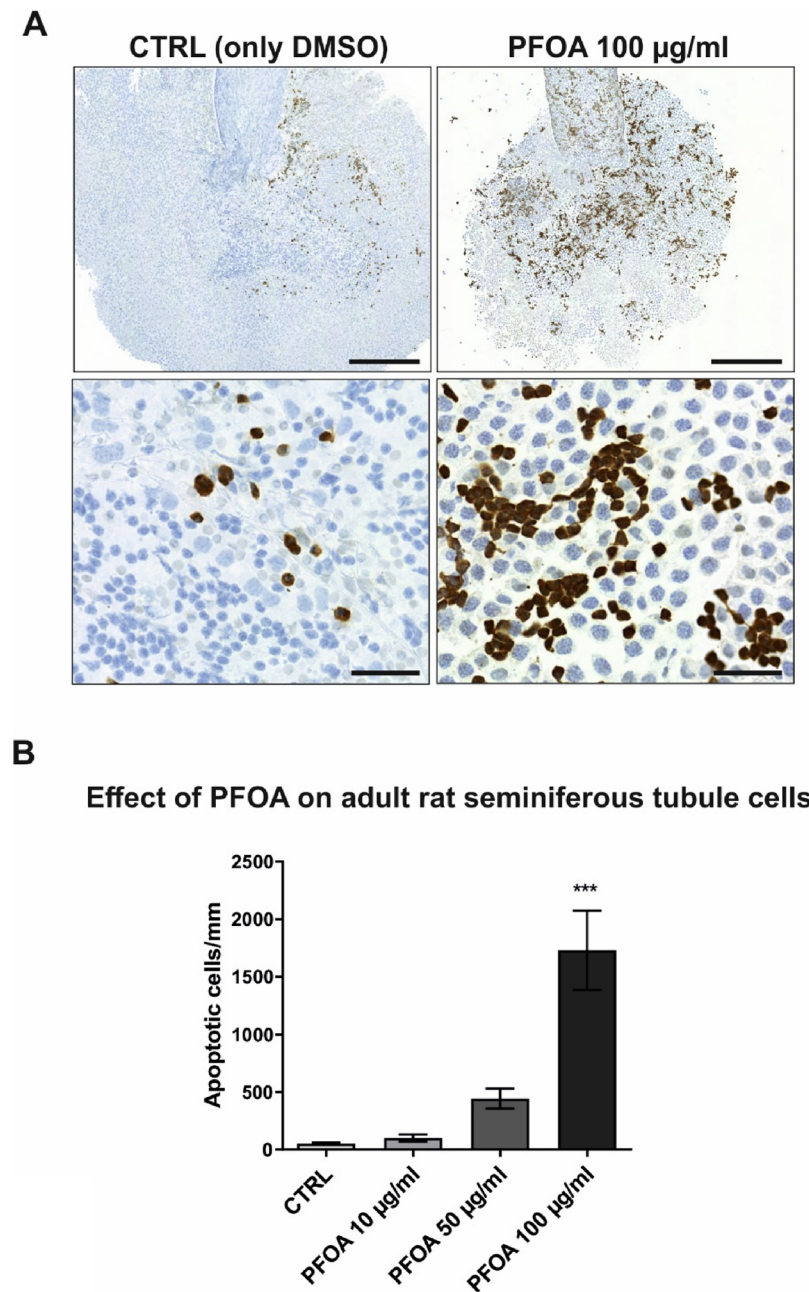 A
CTRL (only DMSO)
PFOA 100 µg/ml
B
Effect of PFOA on adult rat seminiferous tubule cells
2500
2000
1500
1000
500
0
Apoptotic cells/mm
***
CTRL
PFOA 10 µg/ml
PFOA 50 µg/ml
PFOA 100 µg/ml